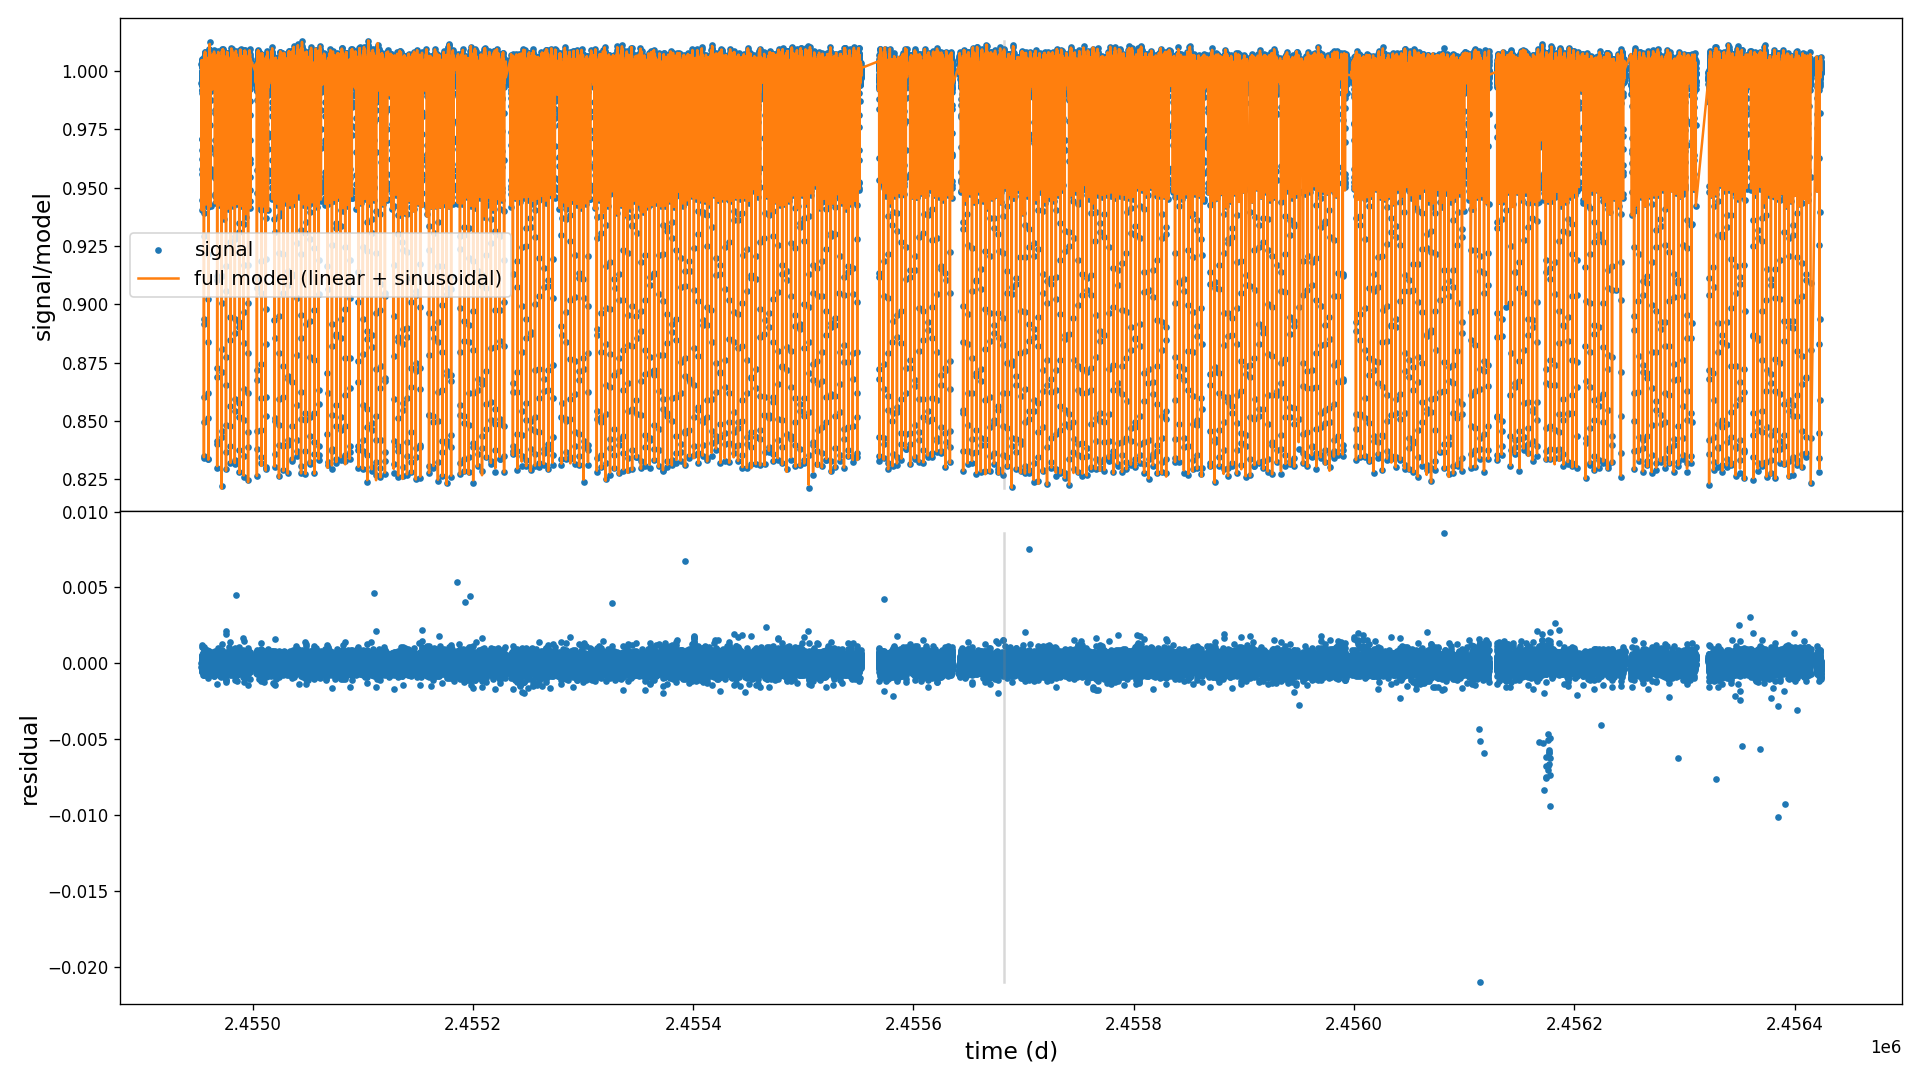 1.000
0.975
0.950
0.925
0.900
0.875
0.850
0.825
signal/model
signal
full model (linear + sinusoidal)
0.010
0.005
0.000
−0.005
−0.010
−0.015
−0.020
residual
2.4550 2.4552 2.4554 2.4556 2.4558 2.4560 2.4562 2.4564
time (d)
1e6